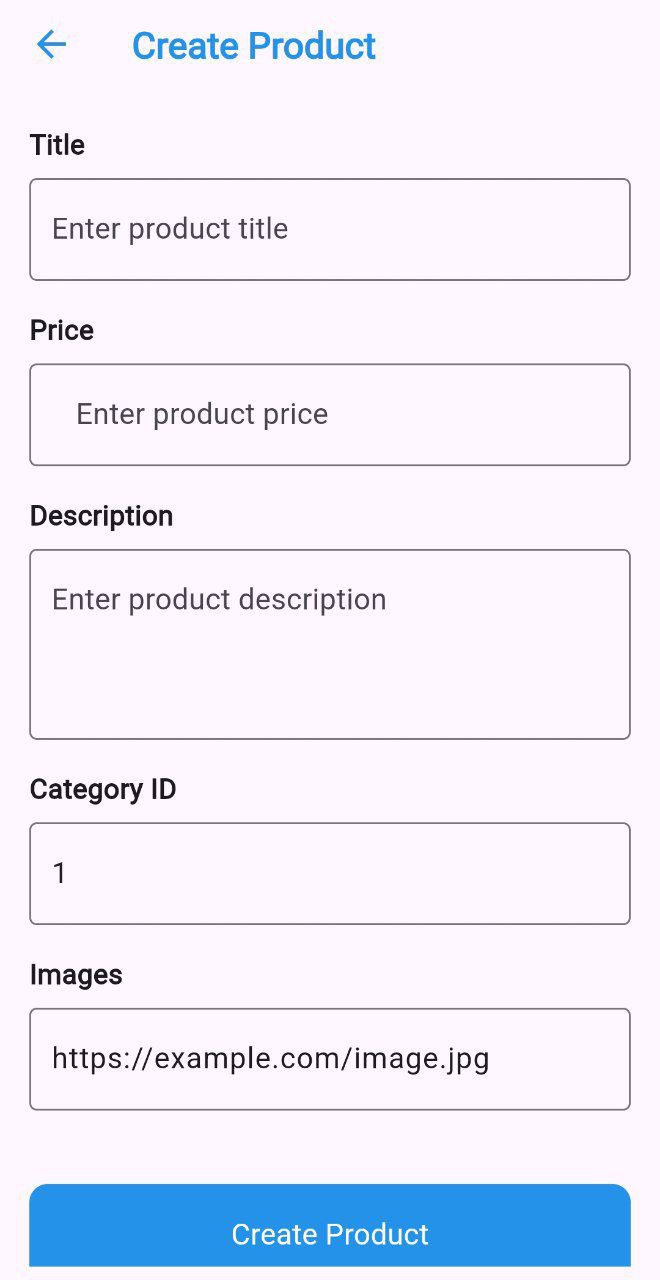 Create Product
Title
Enter product title
Price
Enter product price
Description
Enter product description
Category ID
1
Images
https://example.com/image.jpg
Create Product